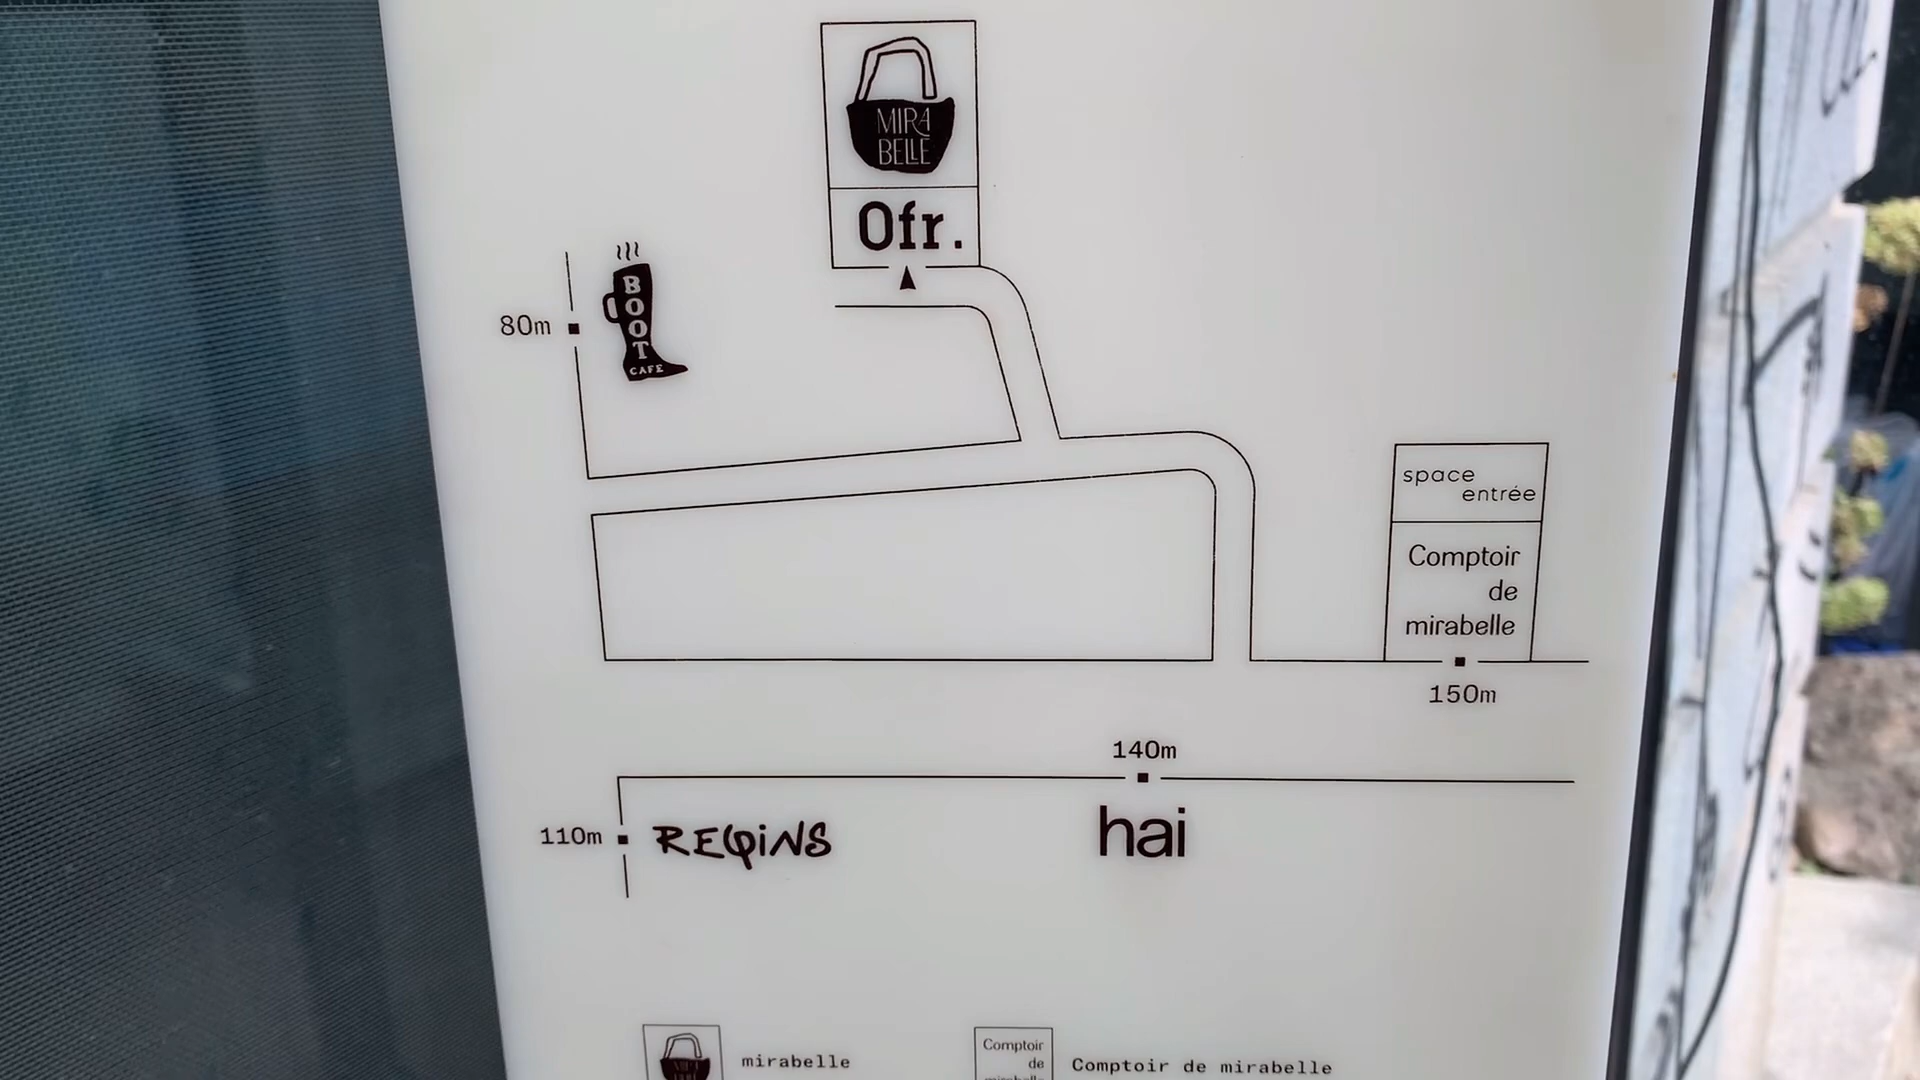 MIRA
BELLE
Ofr.
BOOT
CAFE
80m
space
entrée
Comptoir
de
mirabelle
150m
140m
110m
REQINS
hai
mirabelle
Comptoir
de
mirabelle
Comptoir de mirabelle